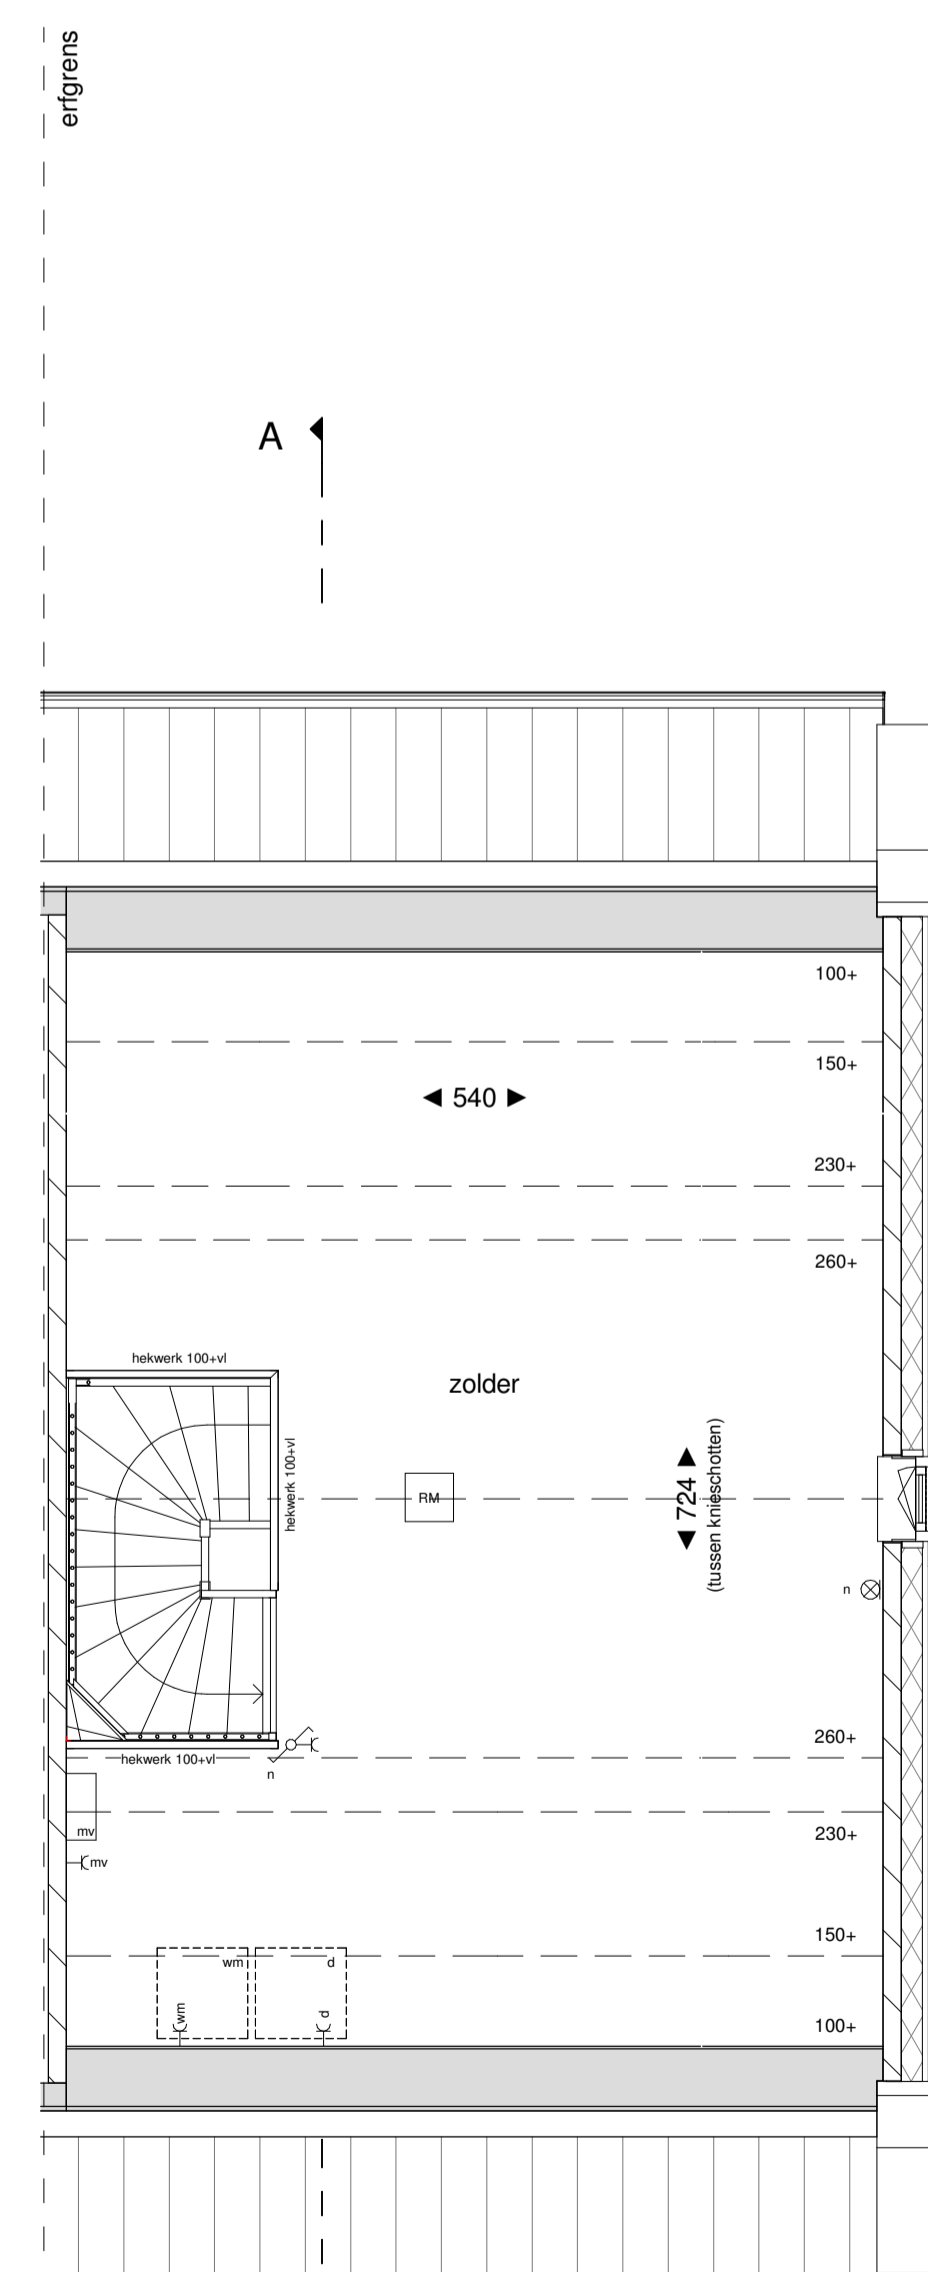 erfgrens
A
100+
150+
◄ 540 ►
230+
260+
hekwerk 100+vl
zolder
hekwerk 100+vl
RM
◄ 724 ►
(tussen knieschotten)
n
260+
hekwerk 100+vl
n
mv
230+
mv
150+
wm
d
wm
d
100+